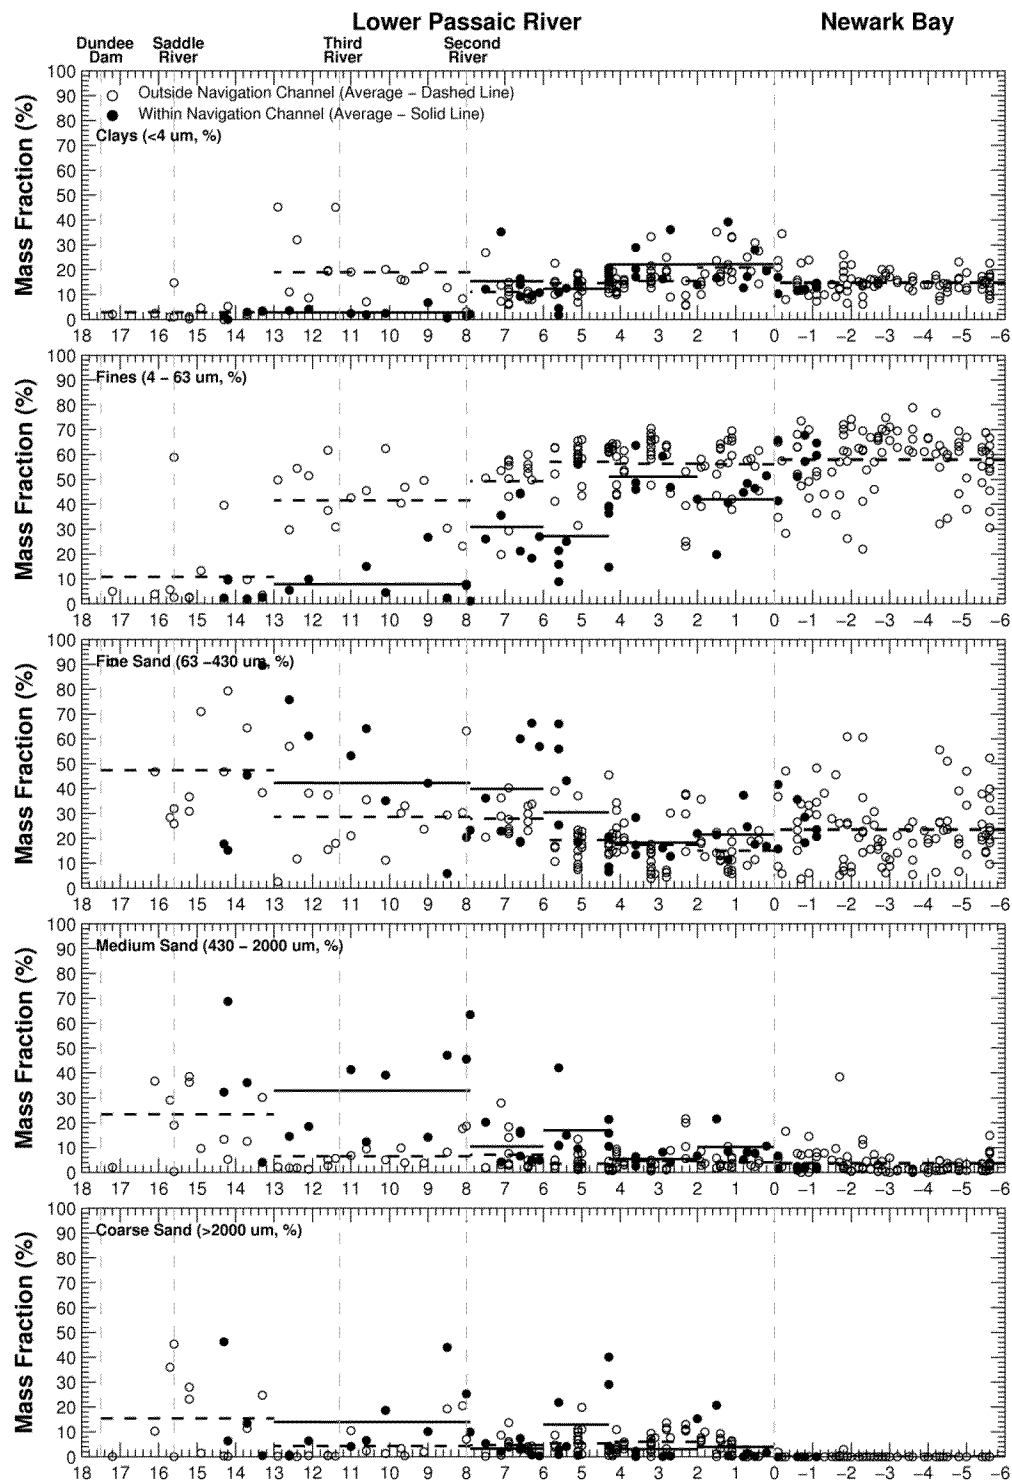 Lower Passaic River Newark Bay
Dundee Dam
Saddle River
Third River
Second River
Mass Fraction (%)
100
90
80
70
60
50
40
30
20
10
0
Outside Navigation Channel (Average − Dashed Line)
Within Navigation Channel (Average − Solid Line)
Clays (<4 um, %)
18 17 16 15 14 13 12 11 10 9 8 7 6 5 4 3 2 1 0 −1 −2 −3 −4 −5 −6
Mass Fraction (%)
100
90
80
70
60
50
40
30
20
10
0
Fines (4 − 63 um, %)
18 17 16 15 14 13 12 11 10 9 8 7 6 5 4 3 2 1 0 −1 −2 −3 −4 −5 −6
Mass Fraction (%)
100
90
80
70
60
50
40
30
20
10
0
Fine Sand (63 −430 um, %)
18 17 16 15 14 13 12 11 10 9 8 7 6 5 4 3 2 1 0 −1 −2 −3 −4 −5 −6
Mass Fraction (%)
100
90
80
70
60
50
40
30
20
10
0
Medium Sand (430 − 2000 um, %)
18 17 16 15 14 13 12 11 10 9 8 7 6 5 4 3 2 1 0 −1 −2 −3 −4 −5 −6
Mass Fraction (%)
100
90
80
70
60
50
40
30
20
10
0
Coarse Sand (>2000 um, %)
18 17 16 15 14 13 12 11 10 9 8 7 6 5 4 3 2 1 0 −1 −2 −3 −4 −5 −6